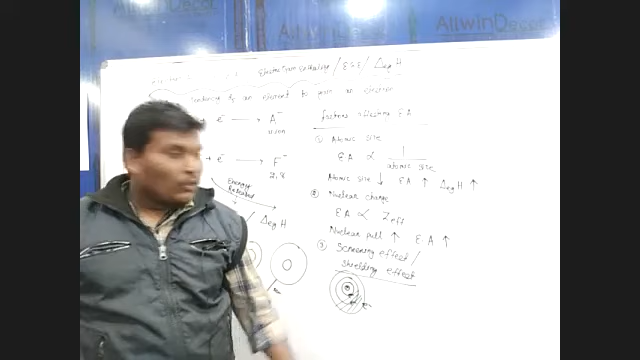 AllwinDecor
AllwinDecor
Electron Gain Enthalpy / EGE / Δeg H
Tendency of an element to gain an electron
+ e⁻ → A⁻
+ e⁻ → F⁻
2,8
Energy Released
Δeg H
factors affecting EA
① Atomic size
EA ∝ 1/atomic size
Atomic size ↓ EA ↑ Δeg H ↑
② Nuclear charge
EA ∝ Zeff
Nuclear pull ↑ EA ↑
③ Screening effect /
Shielding effect
e⁻